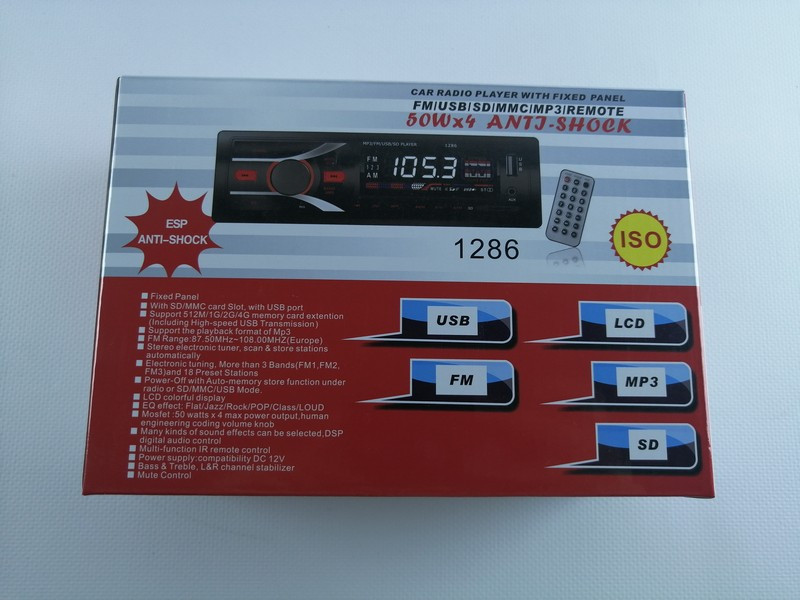 CAR RADIO PLAYER WITH FIXED PANEL
FM/USB/SD/MMC/MP3/REMOTE
50Wx4 ANTI-SHOCK
MP3/FM/USB/SD PLAYER 1286
FM
1 2 3
AM
105.3
USB
AUX
1286
ESP
ANTI-SHOCK
ISO
Fixed Panel
With SD/MMC card Slot, with USB port
Support 512M/1G/2G/4G memory card extention
(Including High-speed USB Transmission)
Support the playback format of Mp3
FM Range:87.50MHz~108.00MHZ(Europe)
Stereo electronic tuner, scan & store stations
automatically
Electronic tuning, More than 3 Bands(FM1,FM2,
FM3)and 18 Preset Stations
Power-Off with Auto-memory store function under
radio or SD/MMC/USB Mode.
LCD colorful display
EQ effect: Flat/Jazz/Rock/POP/Class/LOUD
Mosfet :50 watts x 4 max power output,human
engineering coding volume knob
Many kinds of sound effects can be selected,DSP
digital audio control
Multi-function IR remote control
Power supply:compatibility DC 12V
Bass & Treble, L&R channel stabilizer
Mute Control
USB
LCD
FM
MP3
SD